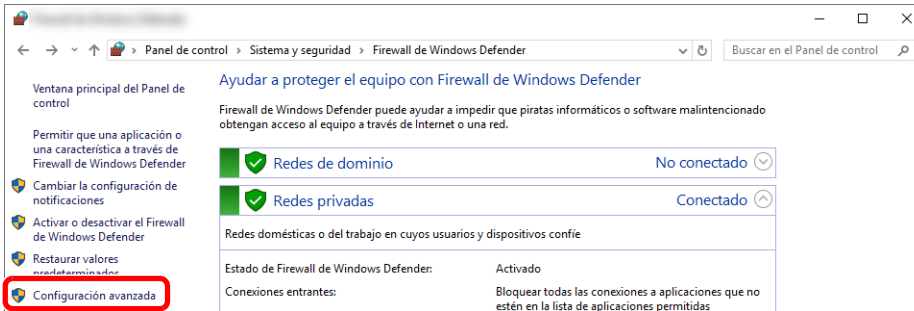 Panel de control › Sistema y seguridad › Firewall de Windows Defender
Buscar en el Panel de control
Ventana principal del Panel de
control
Permitir que una aplicación o
una característica a través de
Firewall de Windows Defender
Cambiar la configuración de
notificaciones
Activar o desactivar el Firewall
de Windows Defender
Restaurar valores
predeterminados
Configuración avanzada
Ayudar a proteger el equipo con Firewall de Windows Defender
Firewall de Windows Defender puede ayudar a impedir que piratas informáticos o software malintencionado
obtengan acceso al equipo a través de Internet o una red.
Redes de dominio No conectado
Redes privadas Conectado
Redes domésticas o del trabajo en cuyos usuarios y dispositivos confíe
Estado de Firewall de Windows Defender: Activado
Conexiones entrantes: Bloquear todas las conexiones a aplicaciones que no
estén en la lista de aplicaciones permitidas